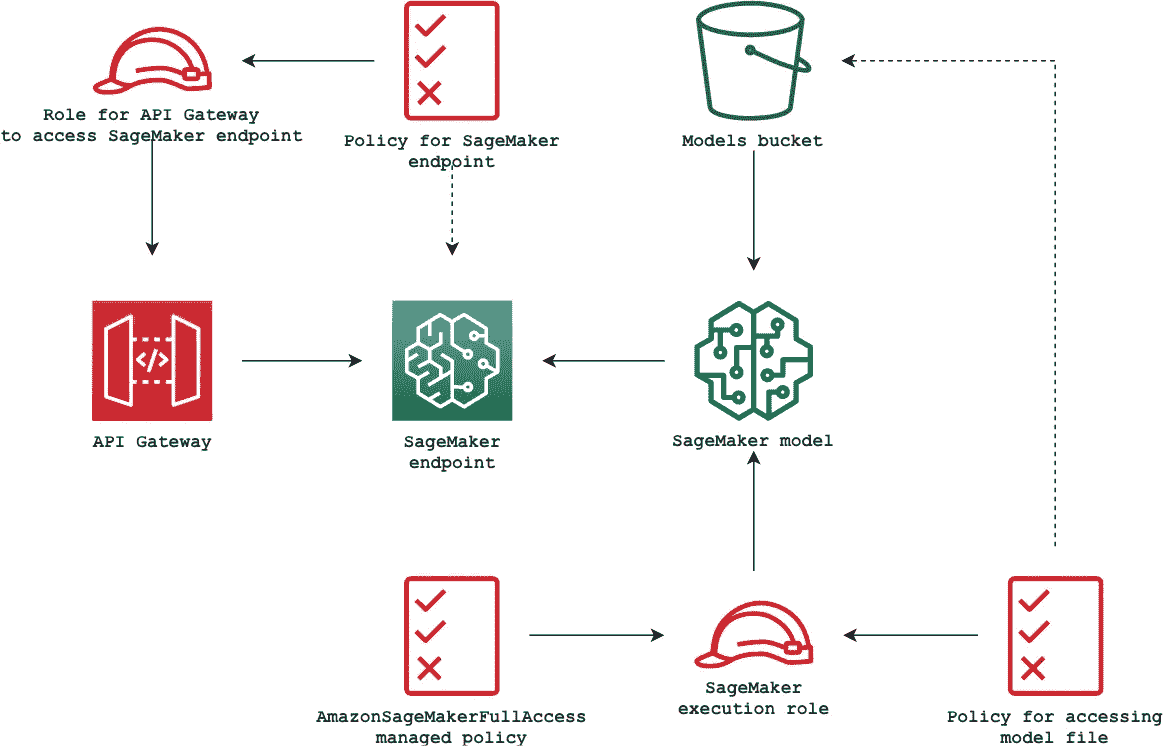 Role for API Gateway
to access SageMaker endpoint
Policy for SageMaker
endpoint
Models bucket
</>
API Gateway
SageMaker
endpoint
SageMaker model
AmazonSageMakerFullAccess
managed policy
SageMaker
execution role
Policy for accessing
model file